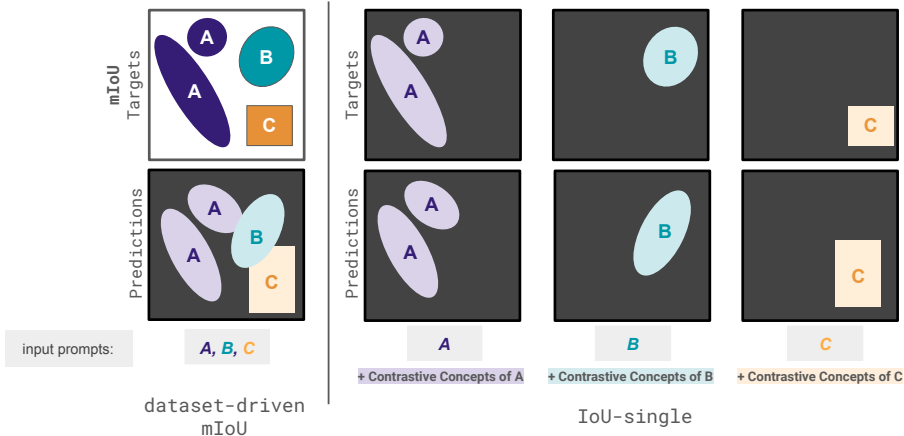 mIoU
Targets
A
A
B
C
Targets
A
A
B
C
Predictions
A
A
B
C
Predictions
A
A
B
C
input prompts:
A, B, C
A
B
C
+ Contrastive Concepts of A
+ Contrastive Concepts of B
+ Contrastive Concepts of C
dataset-driven
mIoU
IoU-single